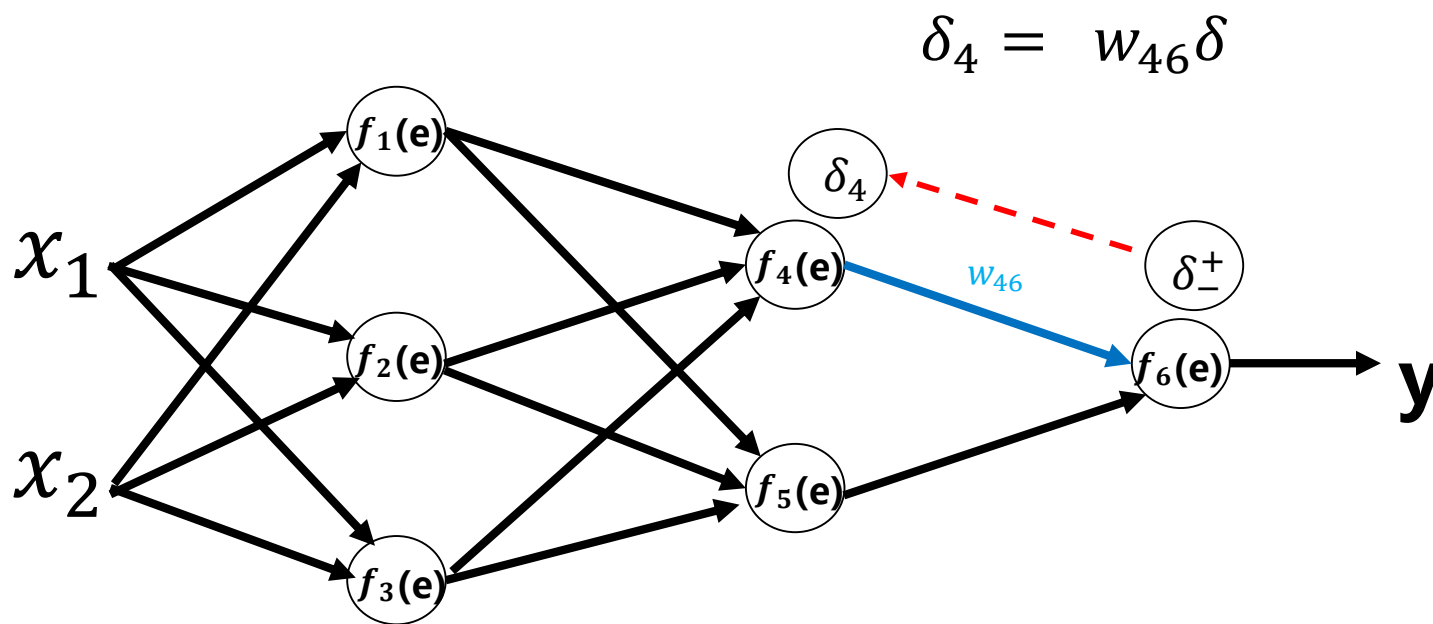 δ₄ = w₄₆δ
f₁(e)
δ₄
x₁
f₄(e)
w₄₆
δ₋⁺
f₂(e)
f₆(e)
y
x₂
f₅(e)
f₃(e)